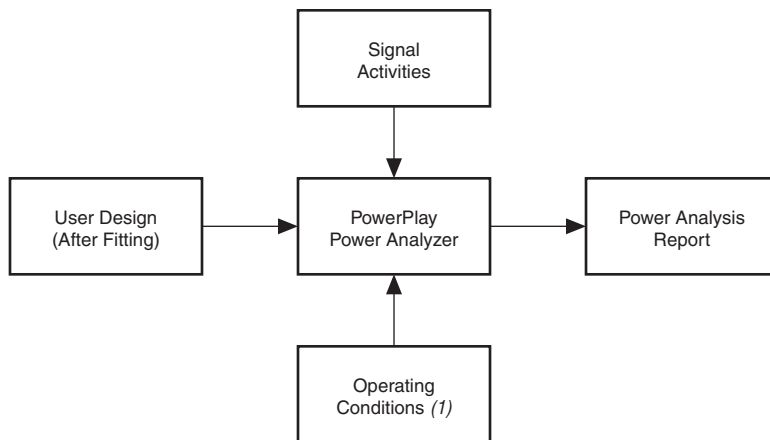 Signal
Activities
User Design
(After Fitting)
PowerPlay
Power Analyzer
Power Analysis
Report
Operating
Conditions (1)